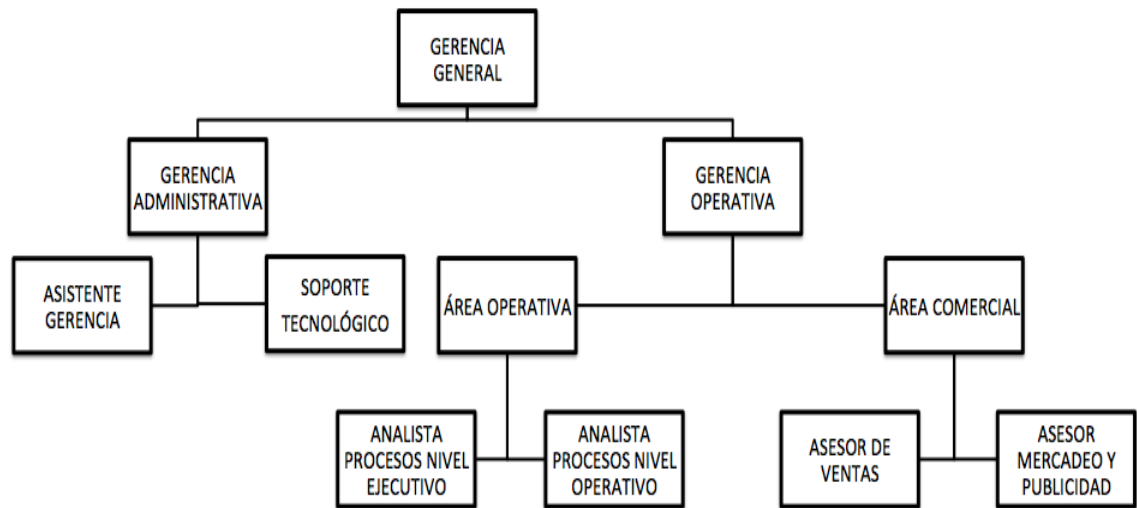 GERENCIA
GENERAL
GERENCIA
ADMINISTRATIVA
GERENCIA
OPERATIVA
ASISTENTE
GERENCIA
SOPORTE
TECNOLÓGICO
ÁREA OPERATIVA
ÁREA COMERCIAL
ANALISTA
PROCESOS NIVEL
EJECUTIVO
ANALISTA
PROCESOS NIVEL
OPERATIVO
ASESOR DE
VENTAS
ASESOR
MERCADEO Y
PUBLICIDAD